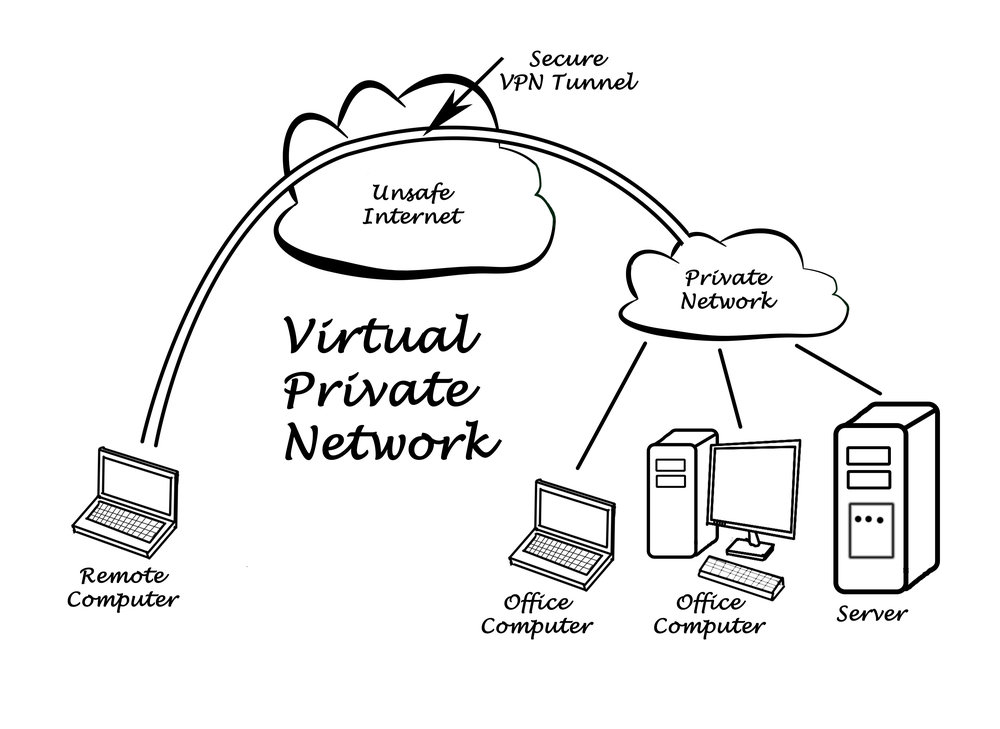 Secure
VPN Tunnel
Unsafe
Internet
Private
Network
Virtual
Private
Network
Remote
Computer
Office
Computer
Office
Computer
Server